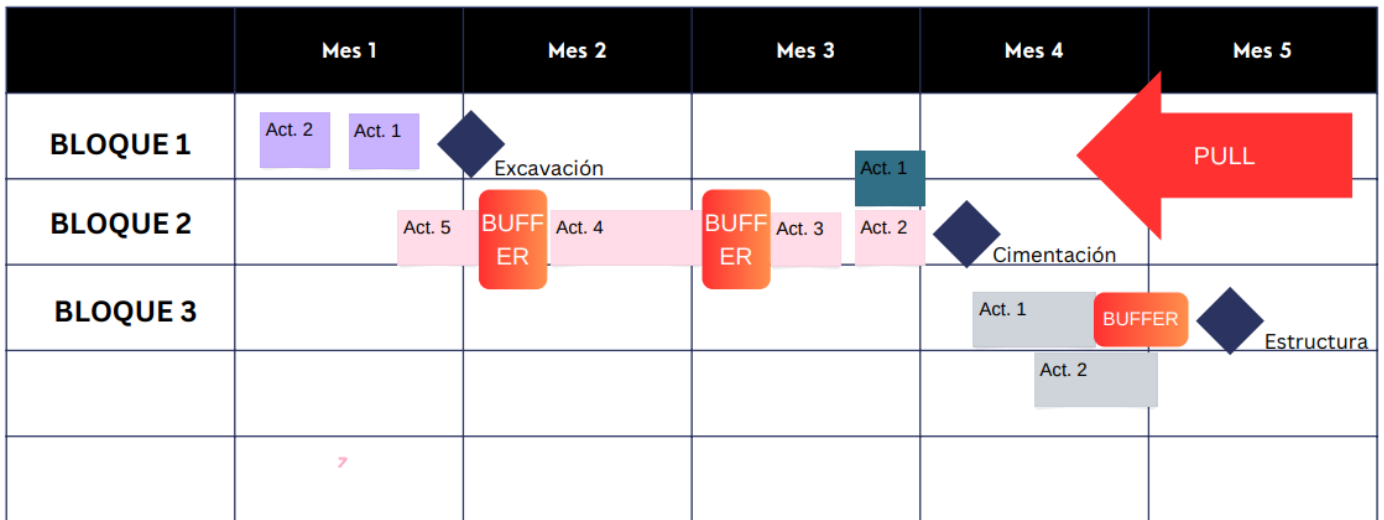 Mes 1
Mes 2
Mes 3
Mes 4
Mes 5
BLOQUE 1
Act. 2
Act. 1
Excavación
Act. 1
PULL
BLOQUE 2
Act. 5
BUFF
ER
Act. 4
BUFF
ER
Act. 3
Act. 2
Cimentación
BLOQUE 3
Act. 1
BUFFER
Estructura
Act. 2